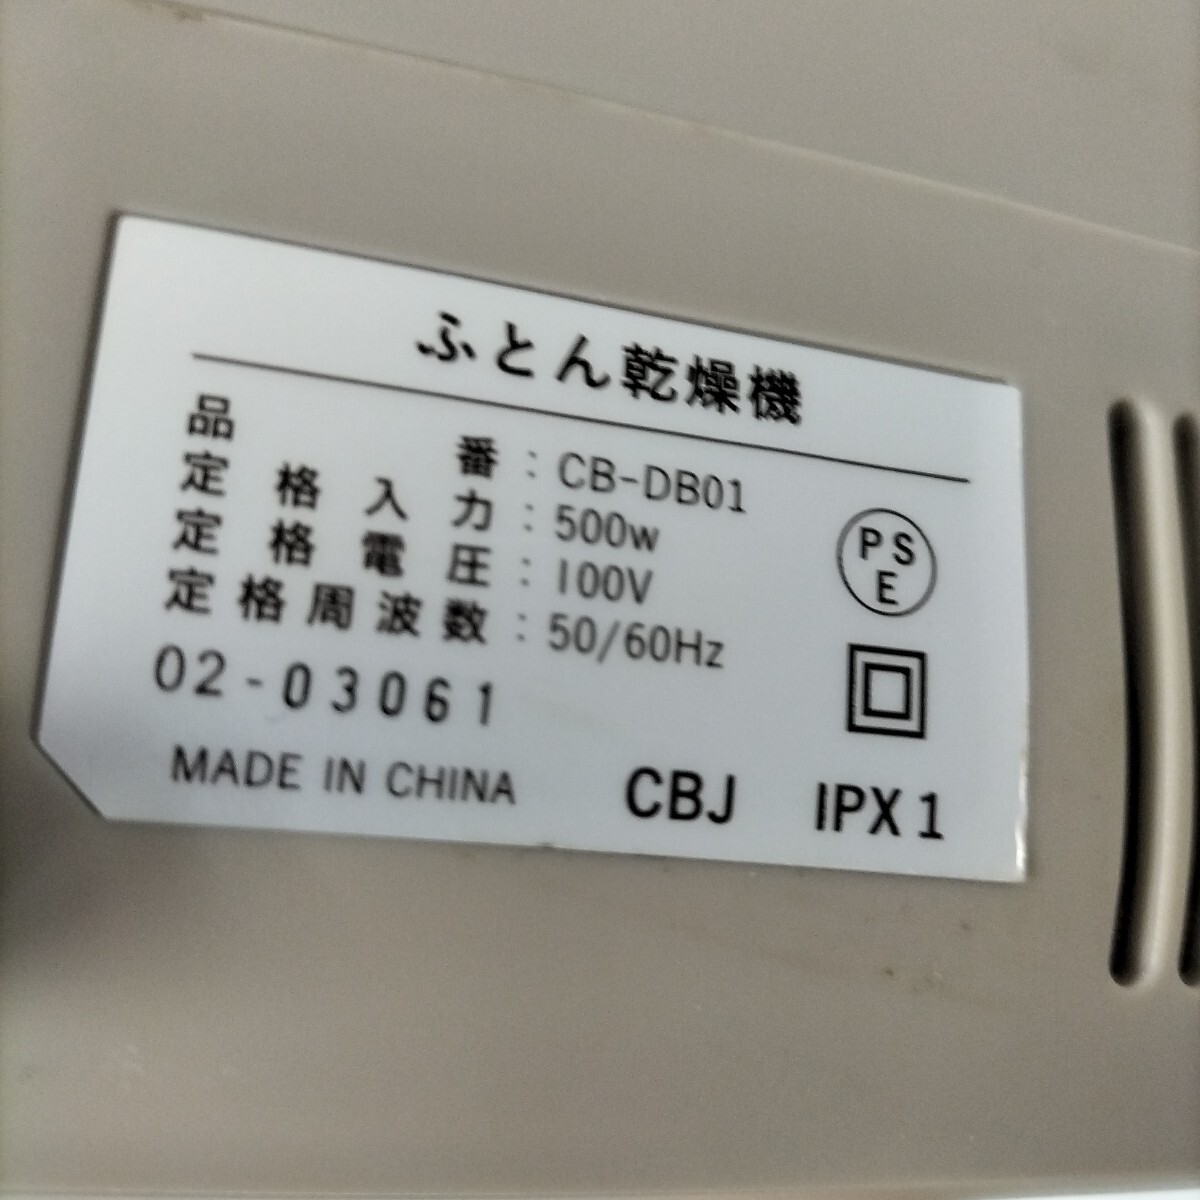 ふとん乾燥機
品番：CB-DB01
定格入力：500w
定格電圧：100V
定格周波数：50/60Hz
PS
E
02-03061
MADE IN CHINA CBJ IPX1